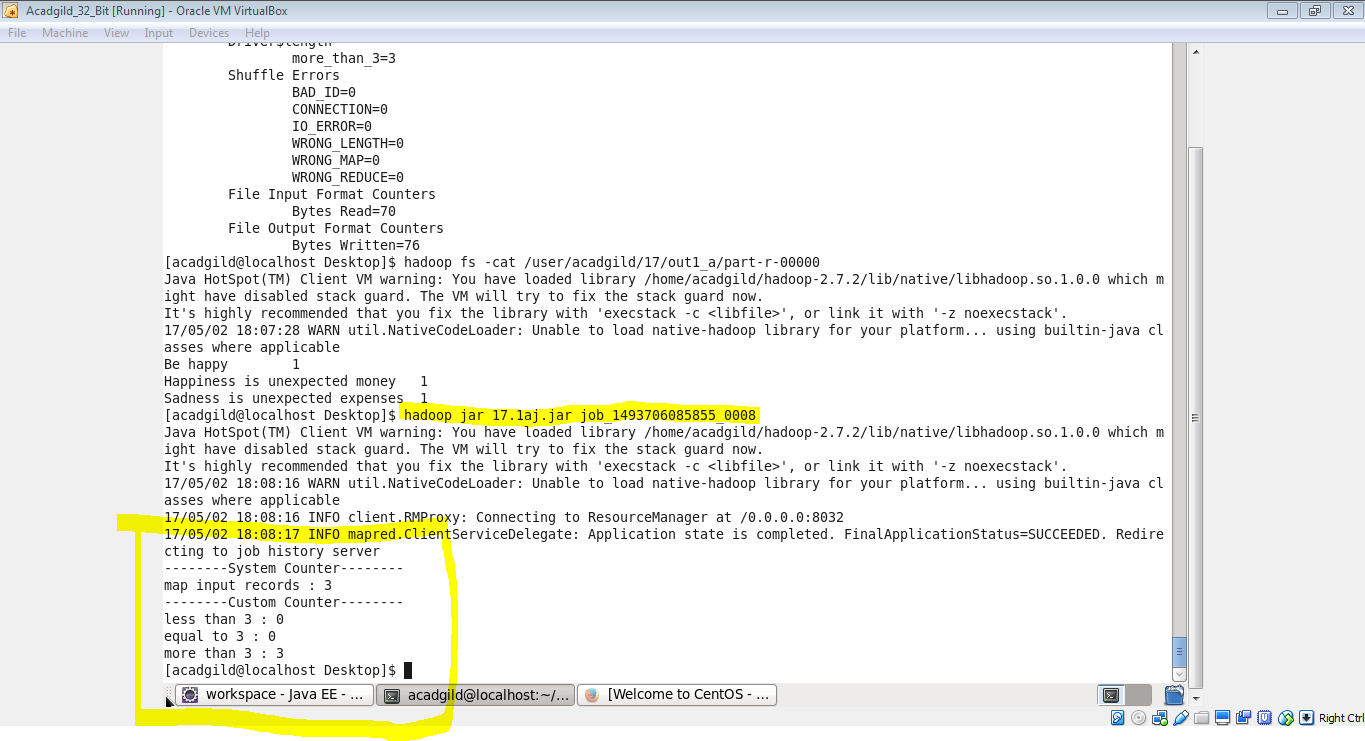 Acadgild_32_Bit [Running] - Oracle VM VirtualBox
File Machine View Input Devices Help
Driver$length
more_than_3=3
Shuffle Errors
BAD_ID=0
CONNECTION=0
IO_ERROR=0
WRONG_LENGTH=0
WRONG_MAP=0
WRONG_REDUCE=0
File Input Format Counters
Bytes Read=70
File Output Format Counters
Bytes Written=76
[acadgild@localhost Desktop]$ hadoop fs -cat /user/acadgild/17/out1_a/part-r-00000
Java HotSpot(TM) Client VM warning: You have loaded library /home/acadgild/hadoop-2.7.2/lib/native/libhadoop.so.1.0.0 which m
ight have disabled stack guard. The VM will try to fix the stack guard now.
It's highly recommended that you fix the library with 'execstack -c <libfile>', or link it with '-z noexecstack'.
17/05/02 18:07:28 WARN util.NativeCodeLoader: Unable to load native-hadoop library for your platform... using builtin-java cl
asses where applicable
Be happy 1
Happiness is unexpected money 1
Sadness is unexpected expenses 1
[acadgild@localhost Desktop]$ hadoop jar 17.1aj.jar job_1493706085855_0008
Java HotSpot(TM) Client VM warning: You have loaded library /home/acadgild/hadoop-2.7.2/lib/native/libhadoop.so.1.0.0 which m
ight have disabled stack guard. The VM will try to fix the stack guard now.
It's highly recommended that you fix the library with 'execstack -c <libfile>', or link it with '-z noexecstack'.
17/05/02 18:08:16 WARN util.NativeCodeLoader: Unable to load native-hadoop library for your platform... using builtin-java cl
asses where applicable
17/05/02 18:08:16 INFO client.RMProxy: Connecting to ResourceManager at /0.0.0.0:8032
17/05/02 18:08:17 INFO mapred.ClientServiceDelegate: Application state is completed. FinalApplicationStatus=SUCCEEDED. Redire
cting to job history server
--------System Counter--------
map input records : 3
--------Custom Counter--------
less than 3 : 0
equal to 3 : 0
more than 3 : 3
[acadgild@localhost Desktop]$
workspace - Java EE - ... acadgild@localhost:~/... [Welcome to CentOS - ...
Right Ctrl